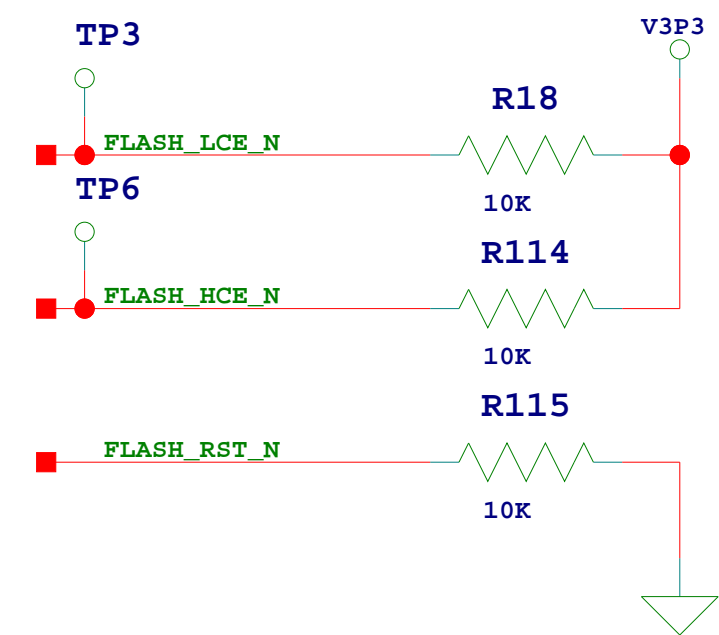 V3P3
TP3
R18
FLASH_LCE_N
TP6
10K
R114
FLASH_HCE_N
10K
R115
FLASH_RST_N
10K